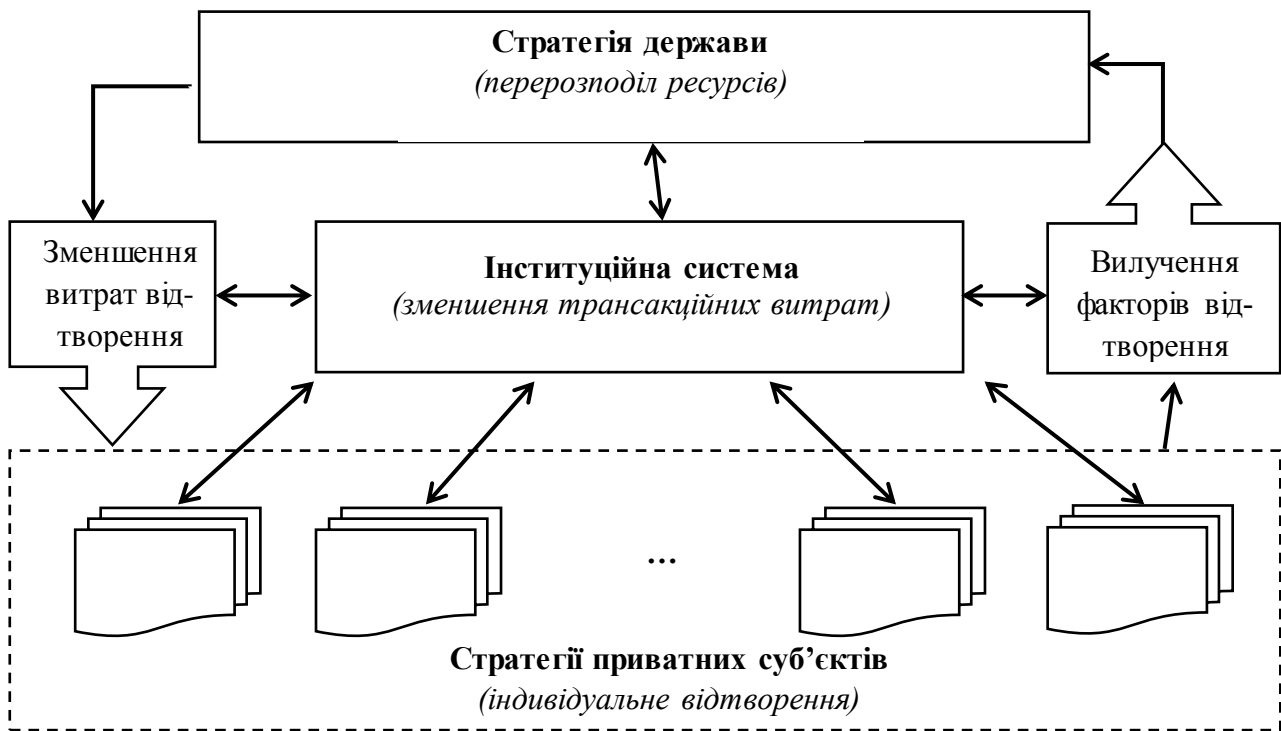 Стратегія держави
(перерозподіл ресурсів)
Зменшення
витрат від-
творення
Інституційна система
(зменшення трансакційних витрат)
Вилучення
факторів від-
творення
...
Стратегії приватних суб’єктів
(індивідуальне відтворення)